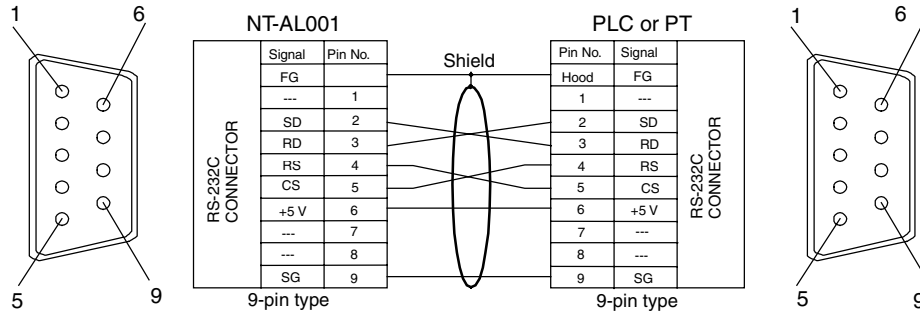 1
6
5
9
NT-AL001
RS-232C
CONNECTOR
Signal Pin No.
FG
--- 1
SD 2
RD 3
RS 4
CS 5
+5 V 6
--- 7
--- 8
SG 9
9-pin type
Shield
PLC or PT
Pin No. Signal
Hood FG
1 ---
2 SD
3 RD
4 RS
5 CS
6 +5 V
7 ---
8 ---
9 SG
RS-232C
CONNECTOR
9-pin type
1
6
5
9